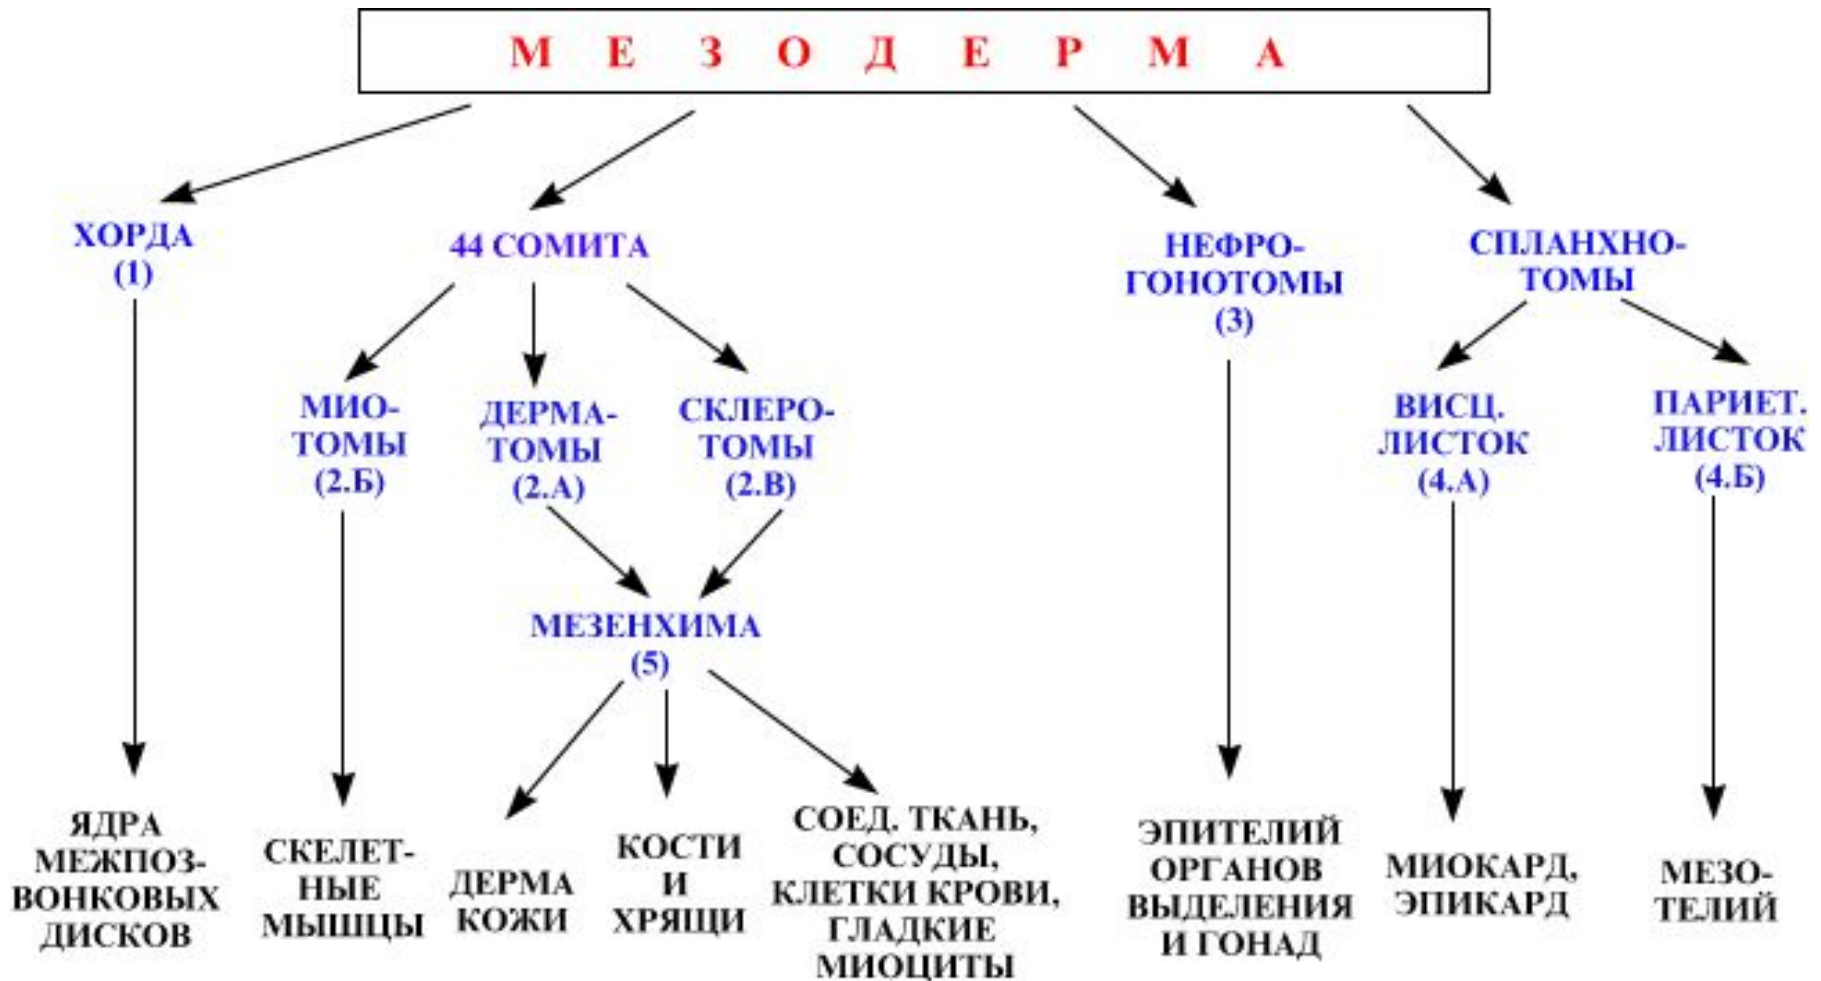 М Е З О Д Е Р М А
ХОРДА
(1)
44 СОМИТА
НЕФРО-
ГОНОТОМЫ
(3)
СПЛАНХНО-
ТОМЫ
МИО-
ТОМЫ
(2.Б)
ДЕРМА-
ТОМЫ
(2.А)
СКЛЕРО-
ТОМЫ
(2.В)
ВИСЦ.
ЛИСТОК
(4.А)
ПАРИЕТ.
ЛИСТОК
(4.Б)
МЕЗЕНХИМА
(5)
ЯДРА
МЕЖПОЗ-
ВОНКОВЫХ
ДИСКОВ
СКЕЛЕТ-
НЫЕ
МЫШЦЫ
ДЕРМА
КОЖИ
КОСТИ
И
ХРЯЩИ
СОЕД. ТКАНЬ,
СОСУДЫ,
КЛЕТКИ КРОВИ,
ГЛАДКИЕ
МИОЦИТЫ
ЭПИТЕЛИЙ
ОРГАНОВ
ВЫДЕЛЕНИЯ
И ГОНАД
МИОКАРД,
ЭПИКАРД
МЕЗО-
ТЕЛИЙ